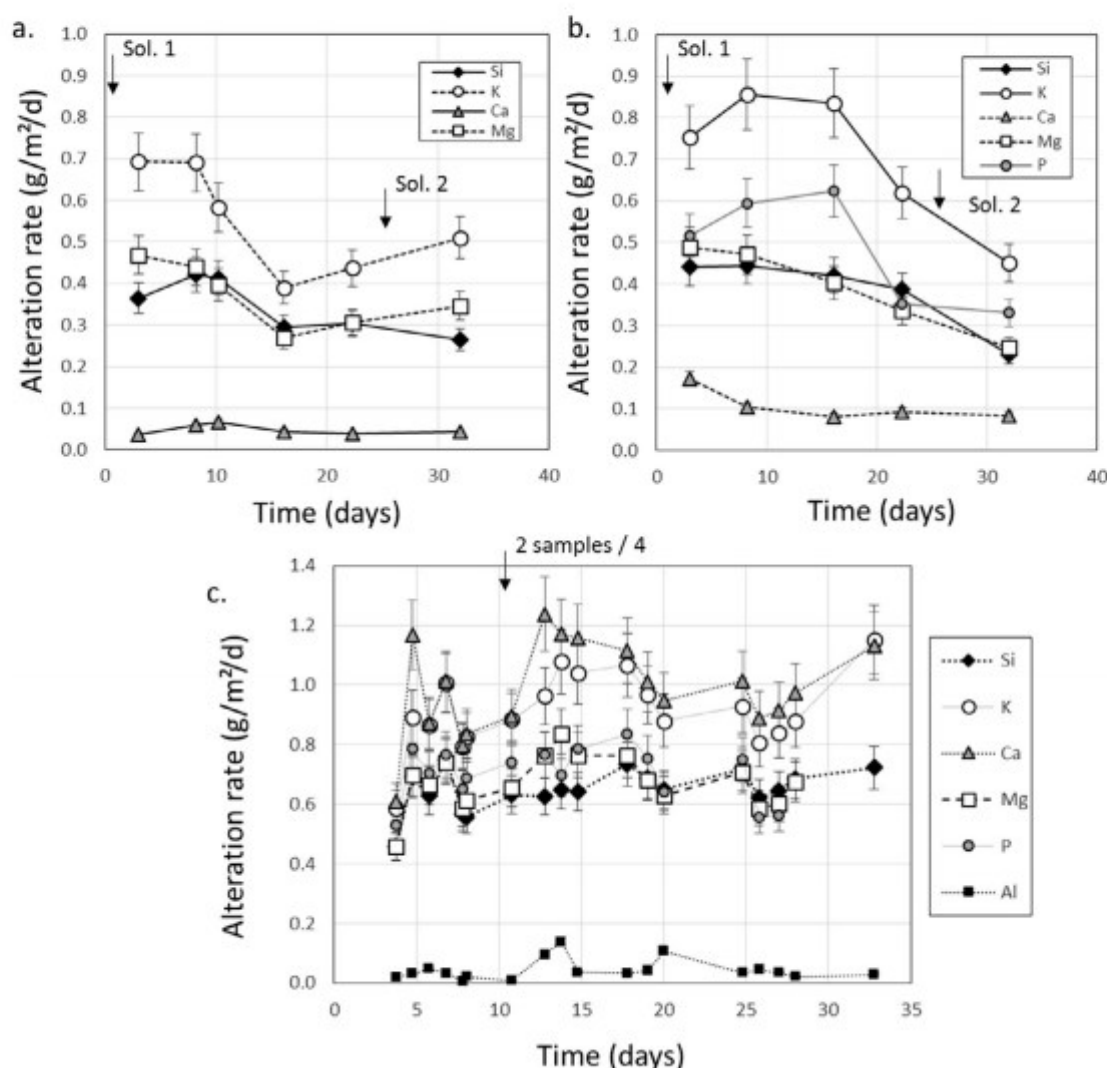 a.
Sol. 1
Si
K
Ca
Mg
Sol. 2
Alteration rate (g/m²/d)
1.0
0.9
0.8
0.7
0.6
0.5
0.4
0.3
0.2
0.1
0.0
0
10
20
30
40
Time (days)
b.
Sol. 1
Si
K
Ca
Mg
P
Sol. 2
Alteration rate (g/m²/d)
1.0
0.9
0.8
0.7
0.6
0.5
0.4
0.3
0.2
0.1
0.0
0
10
20
30
40
Time (days)
2 samples / 4
c.
Alteration rate (g/m²/d)
1.4
1.2
1.0
0.8
0.6
0.4
0.2
0.0
0
5
10
15
20
25
30
35
Time (days)
Si
K
Ca
Mg
P
Al